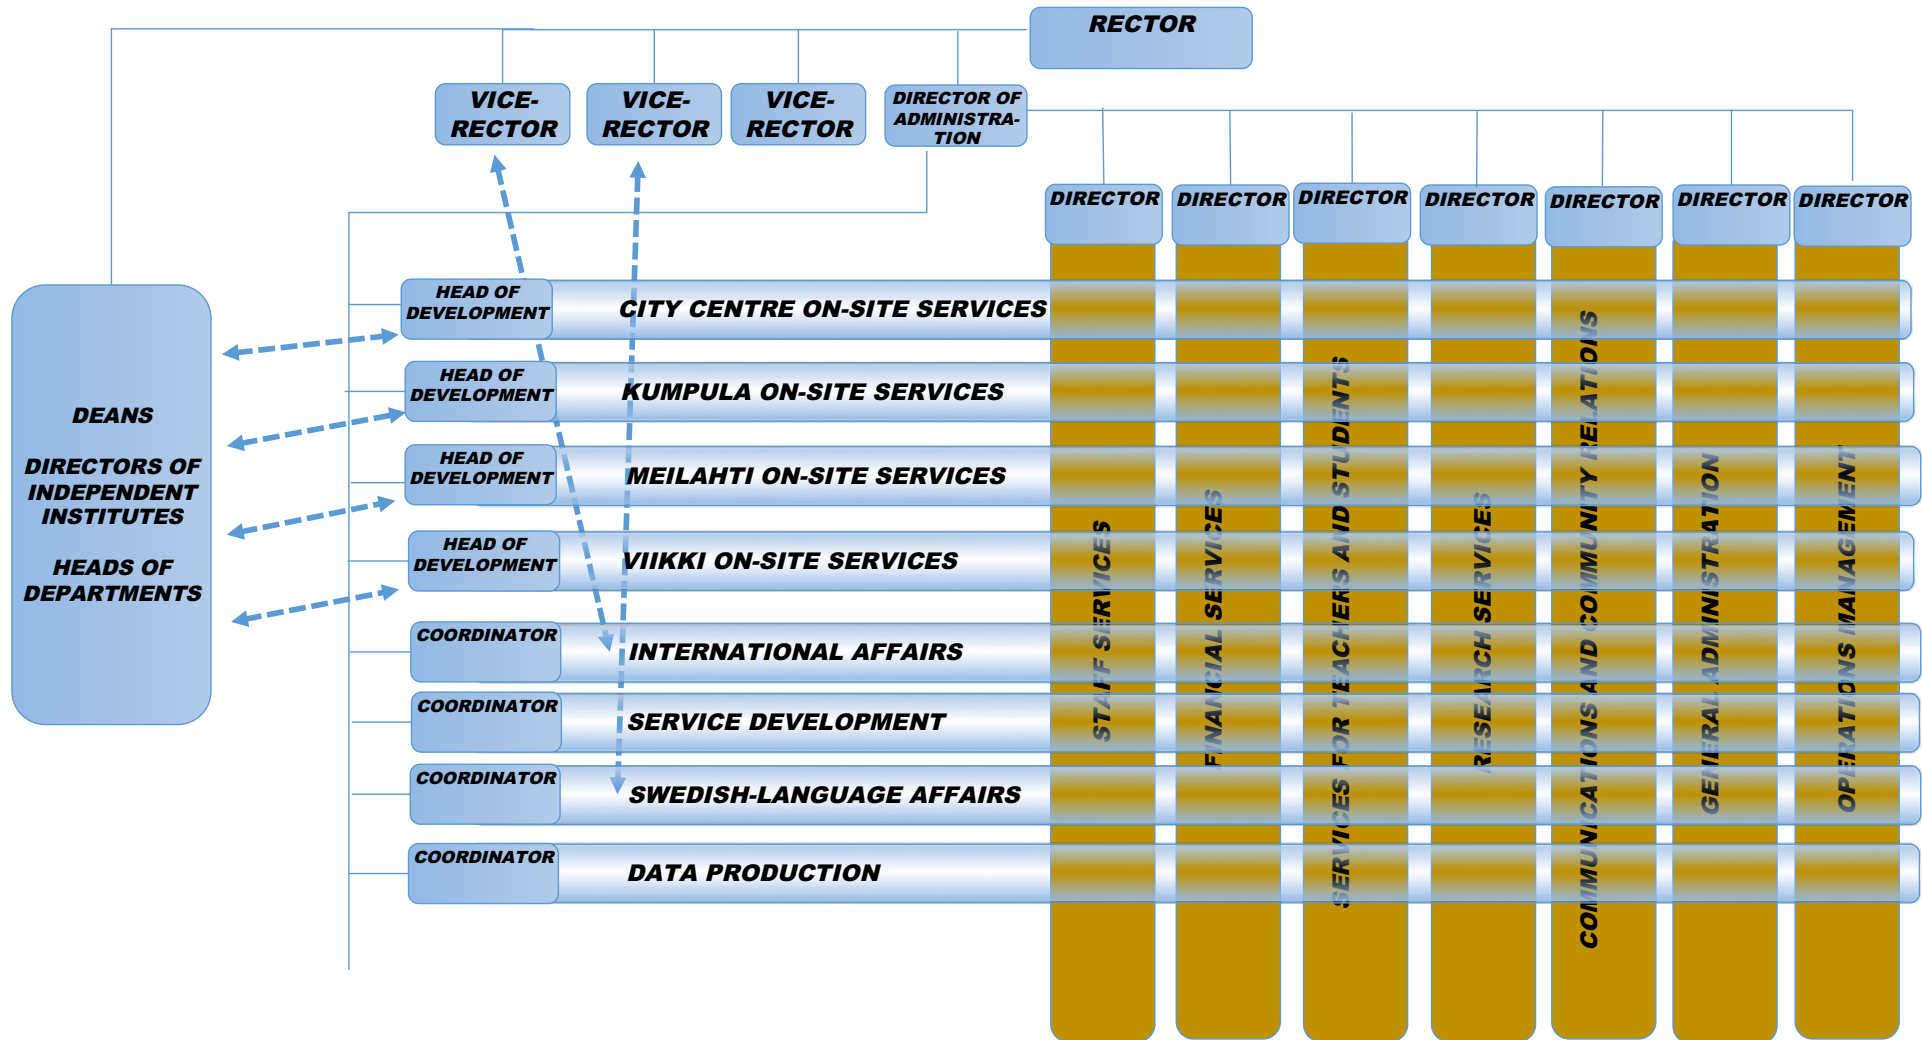 RECTOR
VICE-
RECTOR
VICE-
RECTOR
VICE-
RECTOR
DIRECTOR OF
ADMINISTRA-
TION
DIRECTOR
DIRECTOR
DIRECTOR
DIRECTOR
DIRECTOR
DIRECTOR
DIRECTOR
DEANS
DIRECTORS OF
INDEPENDENT
INSTITUTES
HEADS OF
DEPARTMENTS
HEAD OF
DEVELOPMENT
CITY CENTRE ON-SITE SERVICES
HEAD OF
DEVELOPMENT
KUMPULA ON-SITE SERVICES
HEAD OF
DEVELOPMENT
MEILAHTI ON-SITE SERVICES
HEAD OF
DEVELOPMENT
VIIKKI ON-SITE SERVICES
COORDINATOR
INTERNATIONAL AFFAIRS
COORDINATOR
SERVICE DEVELOPMENT
COORDINATOR
SWEDISH-LANGUAGE AFFAIRS
COORDINATOR
DATA PRODUCTION
STAFF SERVICES
FINANCIAL SERVICES
SERVICES FOR TEACHERS AND STUDENTS
RESEARCH SERVICES
COMMUNICATIONS AND COMMUNITY RELATIONS
GENERAL ADMINISTRATION
OPERATIONS MANAGEMENT